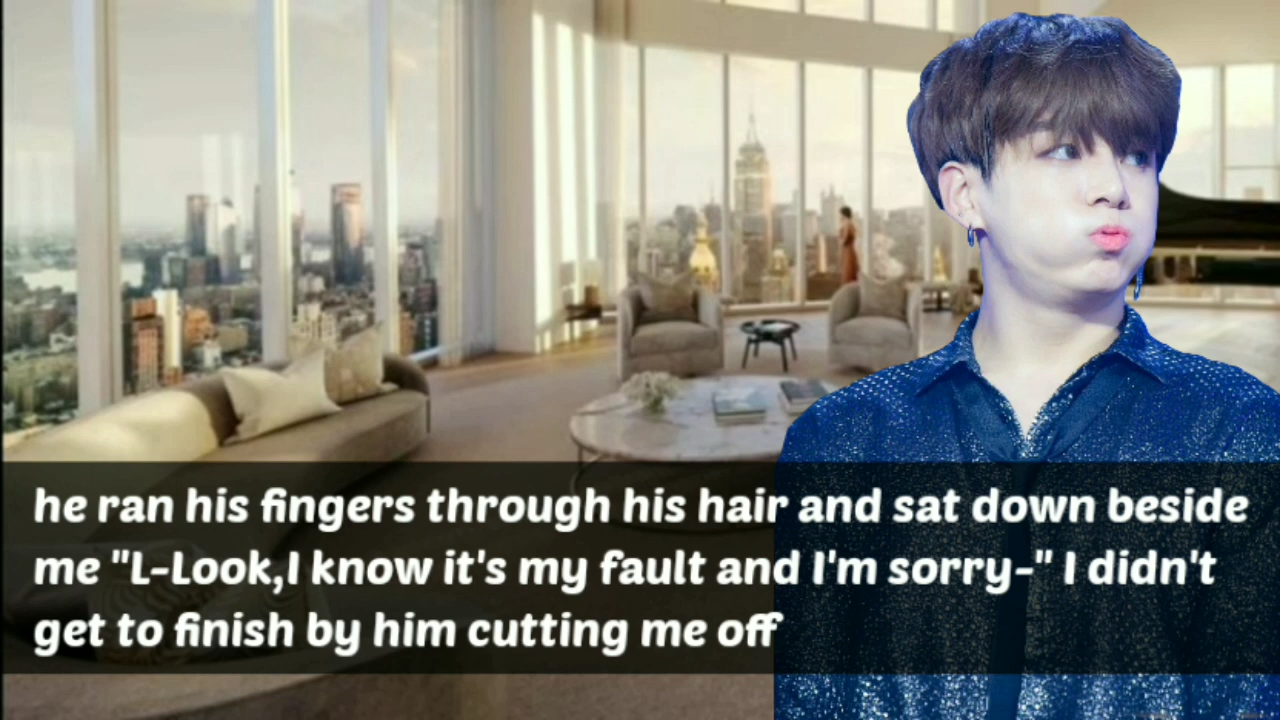 he ran his fingers through his hair and sat down beside
me "L-Look,I know it's my fault and I'm sorry-" I didn't
get to finish by him cutting me off